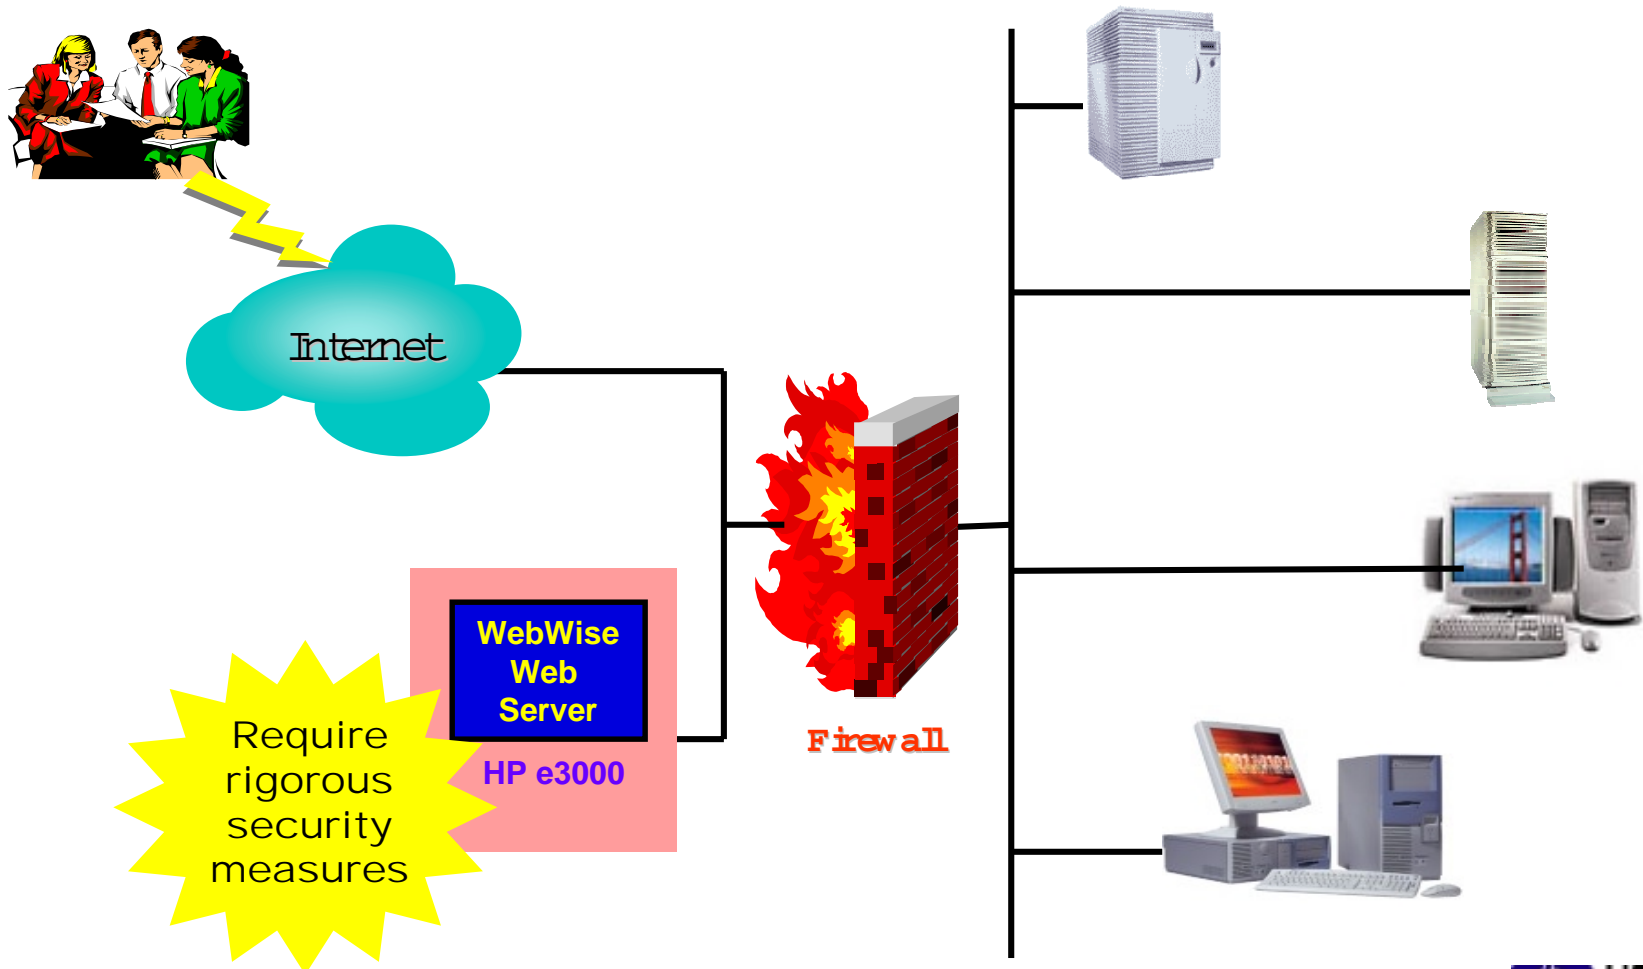 Internet
WebWise
Web
Server
HP e3000
Require
rigorous
security
measures
Firewall